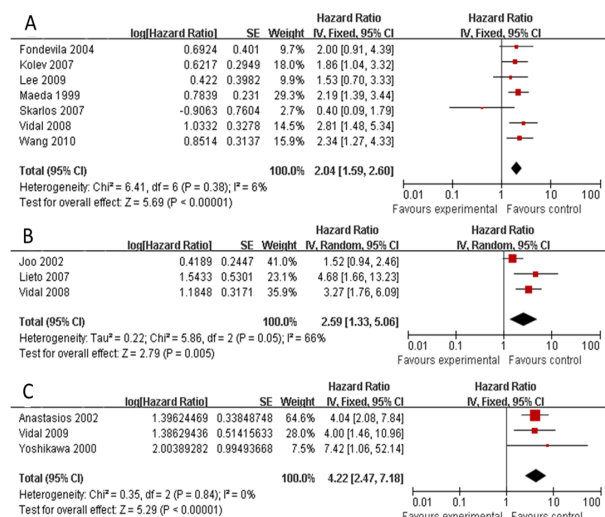 A
Hazard Ratio Hazard Ratio
log[Hazard Ratio] SE Weight IV, Fixed, 95% CI IV, Fixed, 95% CI
Fondevila 2004 0.6924 0.401 9.7% 2.00 [0.91, 4.39]
Kolev 2007 0.6217 0.2949 18.0% 1.86 [1.04, 3.32]
Lee 2009 0.422 0.3982 9.9% 1.53 [0.70, 3.33]
Maeda 1999 0.7839 0.231 29.3% 2.19 [1.39, 3.44]
Skarlos 2007 -0.9063 0.7604 2.7% 0.40 [0.09, 1.79]
Vidal 2008 1.0332 0.3278 14.5% 2.81 [1.48, 5.34]
Wang 2010 0.8514 0.3137 15.9% 2.34 [1.27, 4.33]
Total (95% CI) 100.0% 2.04 [1.59, 2.60]
Heterogeneity: Chi² = 6.41, df = 6 (P = 0.38); I² = 6%
Test for overall effect: Z = 5.69 (P < 0.00001)
0.01 0.1 1 10 100
Favours experimental Favours control
B
Hazard Ratio Hazard Ratio
log[Hazard Ratio] SE Weight IV, Random, 95% CI IV, Random, 95% CI
Joo 2002 0.4189 0.2447 41.0% 1.52 [0.94, 2.46]
Lieto 2007 1.5433 0.5301 23.1% 4.68 [1.66, 13.23]
Vidal 2008 1.1848 0.3171 35.9% 3.27 [1.76, 6.09]
Total (95% CI) 100.0% 2.59 [1.33, 5.06]
Heterogeneity: Tau² = 0.22; Chi² = 5.86, df = 2 (P = 0.05); I² = 66%
Test for overall effect: Z = 2.79 (P = 0.005)
0.01 0.1 1 10 100
Favours experimental Favours control
C
Hazard Ratio Hazard Ratio
log[Hazard Ratio] SE Weight IV, Fixed, 95% CI IV, Fixed, 95% CI
Anastasios 2002 1.39624469 0.33848748 64.6% 4.04 [2.08, 7.84]
Vidal 2009 1.38629436 0.51415633 28.0% 4.00 [1.46, 10.96]
Yoshikawa 2000 2.00389282 0.99493668 7.5% 7.42 [1.06, 52.14]
Total (95% CI) 100.0% 4.22 [2.47, 7.18]
Heterogeneity: Chi² = 0.35, df = 2 (P = 0.84); I² = 0%
Test for overall effect: Z = 5.29 (P < 0.00001)
0.01 0.1 1 10 100
Favours experimental Favours control